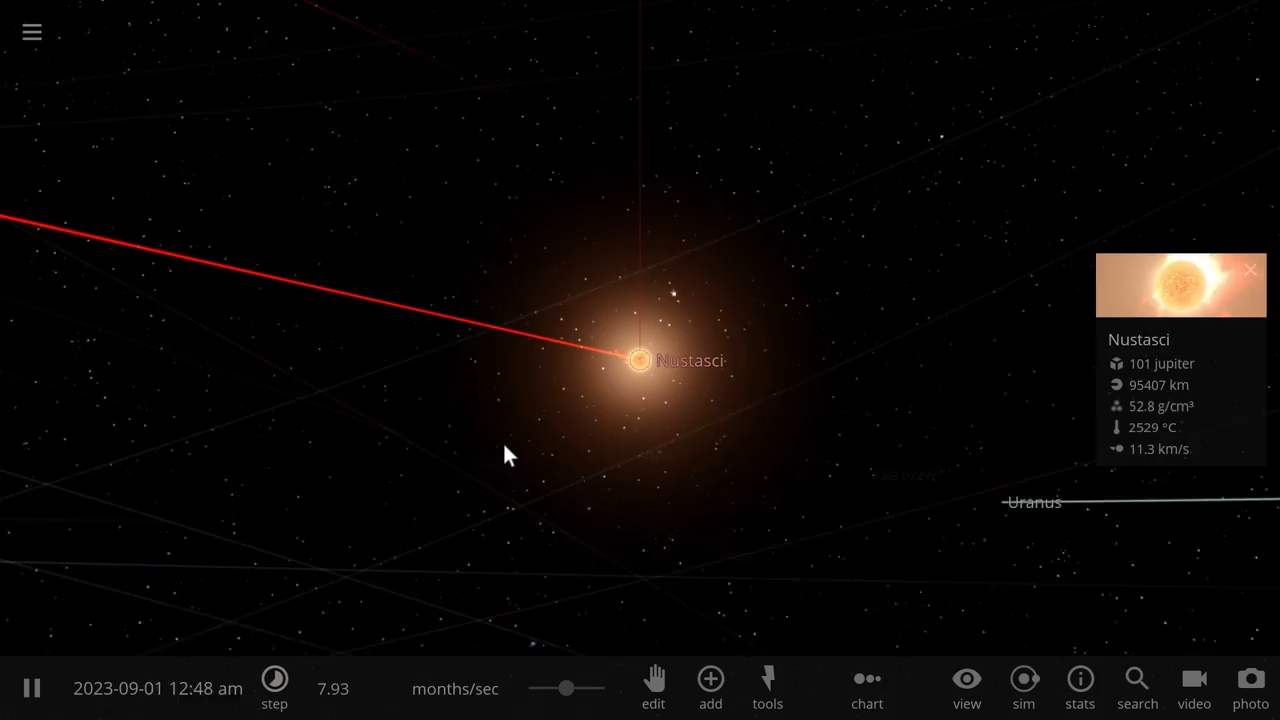 Nustasci
Nustasci
101 jupiter
95407 km
52.8 g/cm³
2529 °C
11.3 km/s
Uranus
2023-09-01 12:48 am
step
7.93
months/sec
edit
add
tools
chart
view
sim
stats
search
video
photo